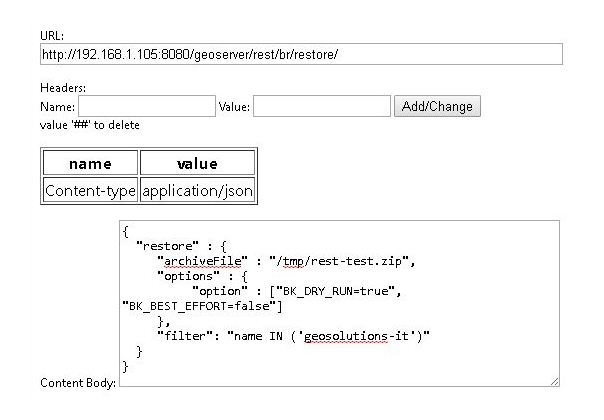 URL:
http://192.168.1.105:8080/geoserver/rest/br/restore/
Headers:
Name: Value: Add/Change
value '##' to delete
name value
Content-type application/json
{
"restore" : {
"archiveFile" : "/tmp/rest-test.zip",
"options" : {
"option" : ["BK_DRY_RUN=true",
"BK_BEST_EFFORT=false"]
},
"filter": "name IN ('geosolutions-it')"
}
}
Content Body: